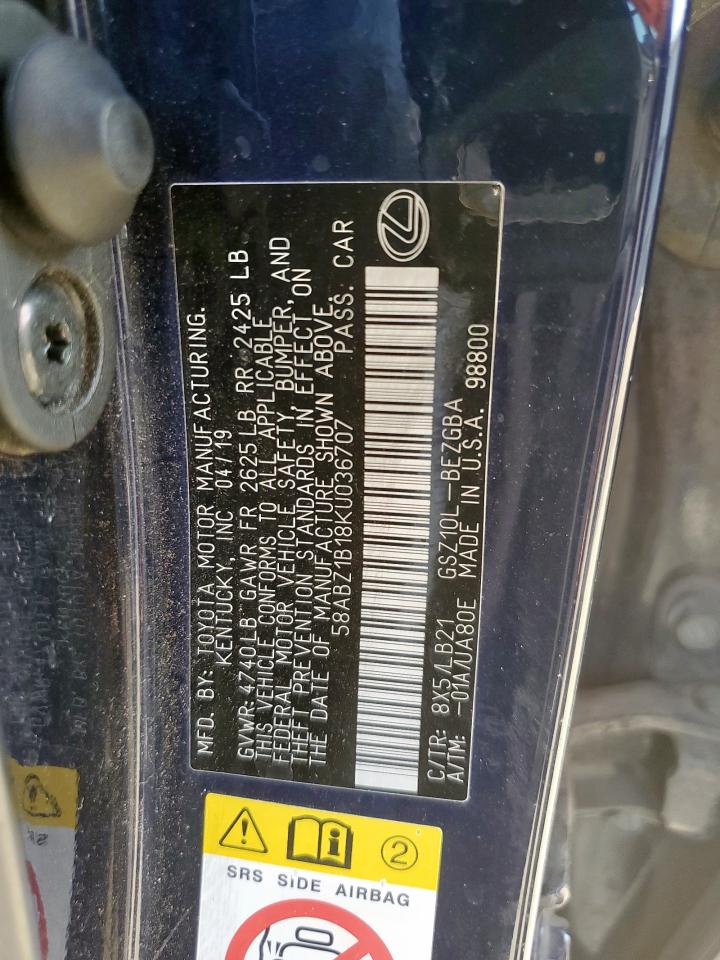 MFD. BY: TOYOTA MOTOR MANUFACTURING.
KENTUCKY, INC 04/19
GVWR 4740LB GAWR FR 2625LB RR 2425 LB
THIS VEHICLE CONFORMS TO ALL APPLICABLE
FEDERAL MOTOR VEHICLE SAFETY, BUMPER, AND
THEFT PREVENTION STANDARDS IN EFFECT ON
THE DATE OF MANUFACTURE SHOWN ABOVE.
58ABZ1B18KU036707 PASS. CAR
C/TR: 8X5/LB21 GSZ10L-BEZGBA
A/TM: -01A/UA80E MADE IN U.S.A. 98800
2
SRS SIDE AIRBAG